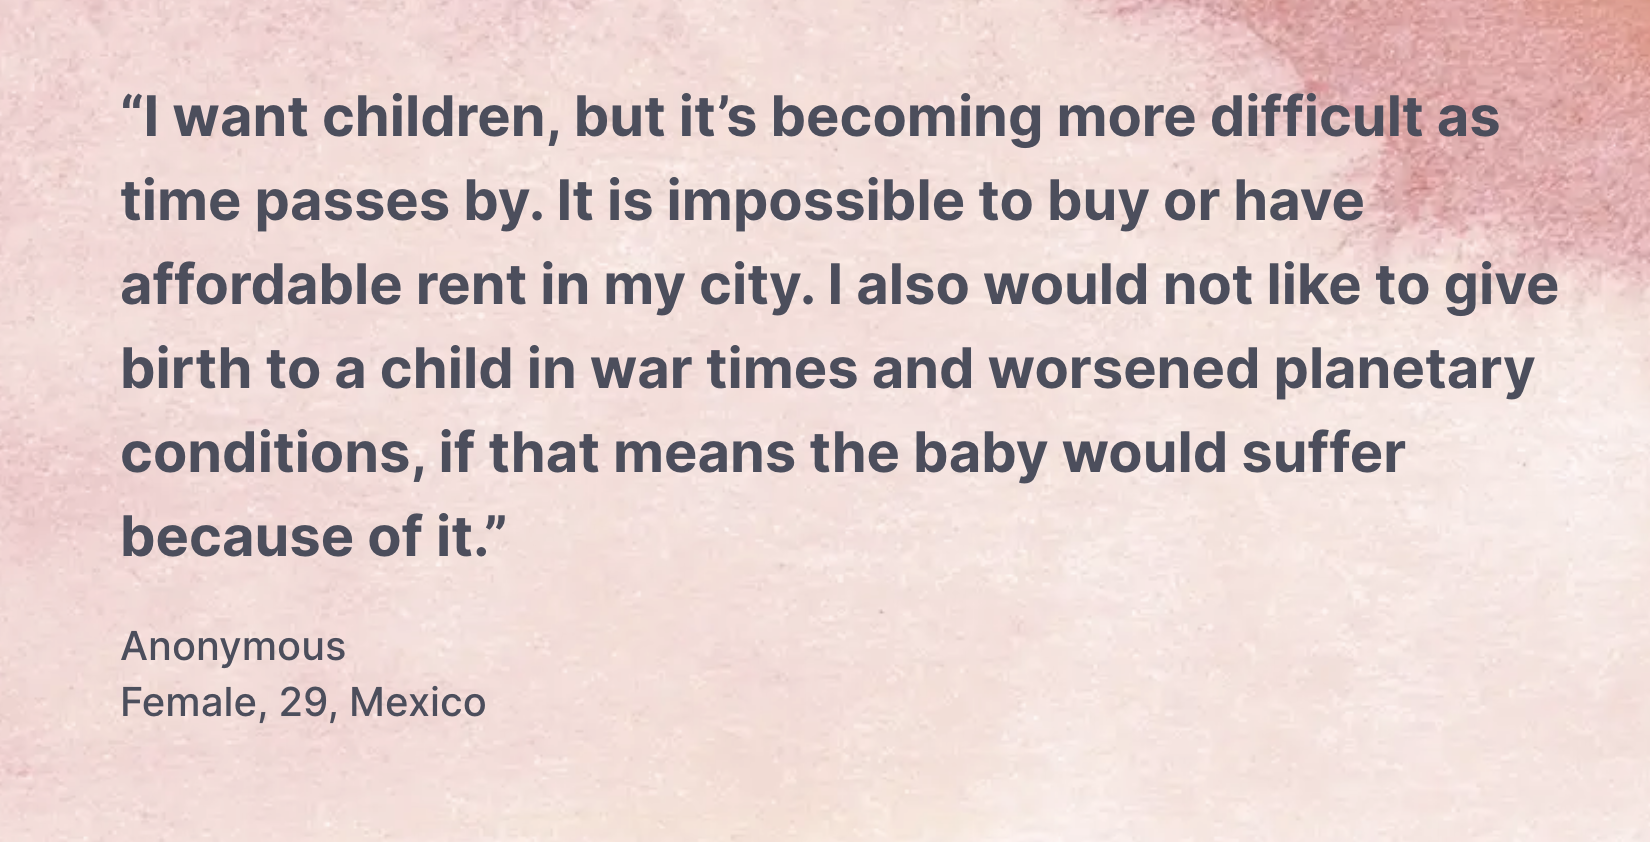 “I want children, but it’s becoming more difficult as
time passes by. It is impossible to buy or have
affordable rent in my city. I also would not like to give
birth to a child in war times and worsened planetary
conditions, if that means the baby would suffer
because of it.”
Anonymous
Female, 29, Mexico